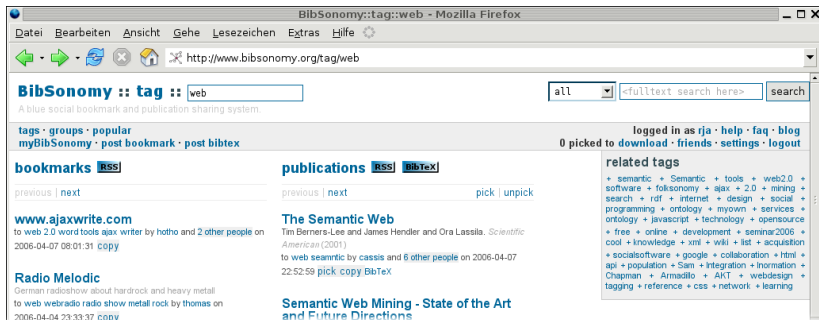 BibSonomy::tag::web - Mozilla Firefox
Datei Bearbeiten Ansicht Gehe Lesezeichen Extras Hilfe
http://www.bibsonomy.org/tag/web
BibSonomy :: tag :: web
all <fulltext search here> search
A blue social bookmark and publication sharing system.
tags · groups · popular
myBibSonomy · post bookmark · post bibtex
logged in as rja · help · faq · blog
0 picked to download · friends · settings · logout
bookmarks RSS
previous | next
www.ajaxwrite.com
to web 2.0 word tools ajax writer by hotho and 2 other people on
2006-04-07 08:01:31 copy
Radio Melodic
German radioshow about hardrock and heavy metall
to web webradio radio show metall rock by thomas on
2006-04-04 23:33:37 copy
publications RSS BibTeX
previous | next pick | unpick
The Semantic Web
Tim Berners-Lee and James Hendler and Ora Lassila. Scientific
American (2001)
to web seamntic by cassis and 6 other people on 2006-04-07
22:52:59 pick copy BibTeX
Semantic Web Mining - State of the Art
and Future Directions
related tags
+ semantic + Semantic + tools + web2.0 +
software + folksonomy + ajax + 2.0 + mining +
search + rdf + internet + design + social +
programming + ontology + myown + services +
ontology + javascript + technology + opensource
+ free + online + development + seminar2006 +
cool + knowledge + xml + wiki + list + acquisition
+ socialsoftware + google + collaboration + html +
api + population + Sam + Integration + Inormation +
Chapman + Armadillo + AKT + webdesign +
tagging + reference + css + network + learning